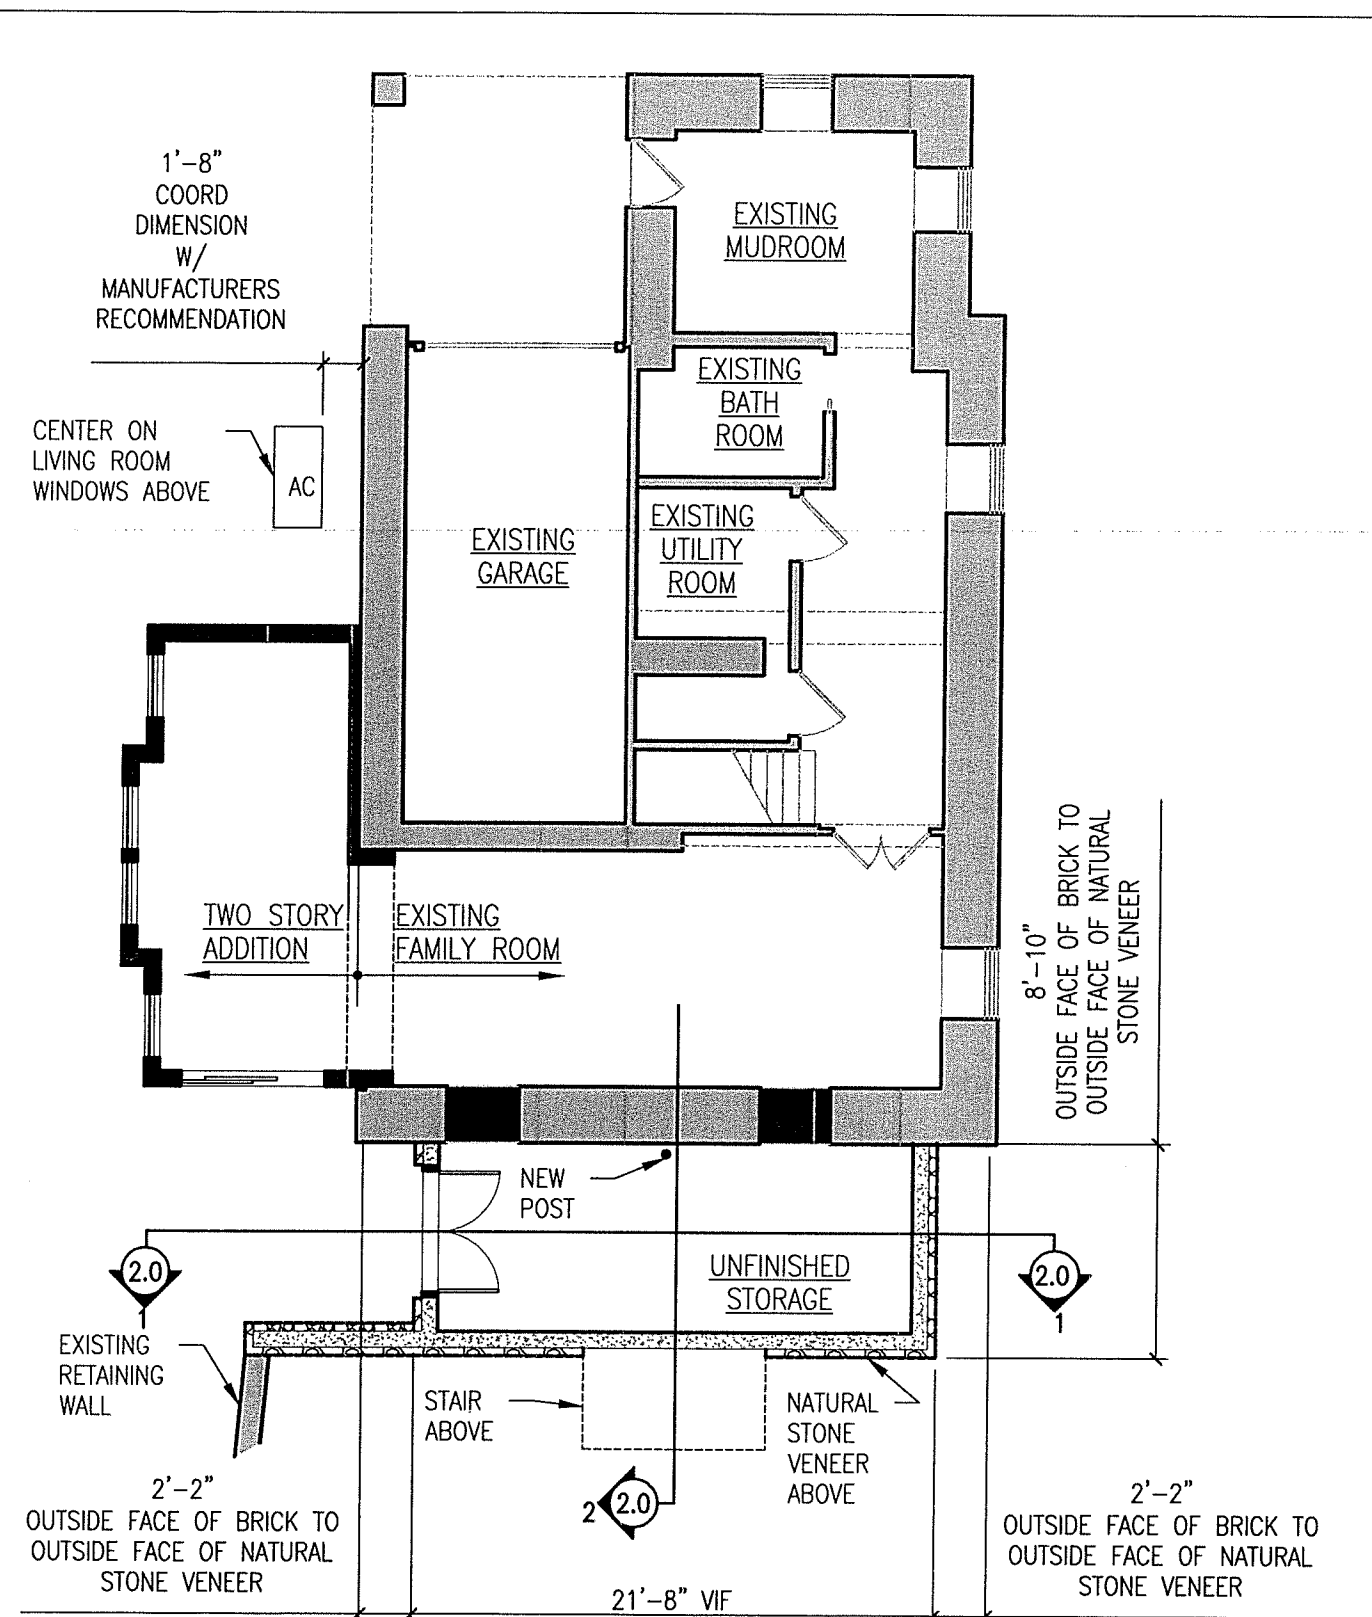 1'-8"
COORD
DIMENSION
W/
MANUFACTURERS
RECOMMENDATION
EXISTING
MUDROOM
EXISTING
BATH
ROOM
CENTER ON
LIVING ROOM
WINDOWS ABOVE
AC
EXISTING
GARAGE
EXISTING
UTILITY
ROOM
TWO STORY
ADDITION
EXISTING
FAMILY ROOM
8'-10"
OUTSIDE FACE OF BRICK TO
OUTSIDE FACE OF NATURAL
STONE VENEER
NEW
POST
2.0
1
UNFINISHED
STORAGE
2.0
1
EXISTING
RETAINING
WALL
STAIR
ABOVE
NATURAL
STONE
VENEER
ABOVE
2 2.0
2'-2"
OUTSIDE FACE OF BRICK TO
OUTSIDE FACE OF NATURAL
STONE VENEER
2'-2"
OUTSIDE FACE OF BRICK TO
OUTSIDE FACE OF NATURAL
STONE VENEER
21'-8" VIF